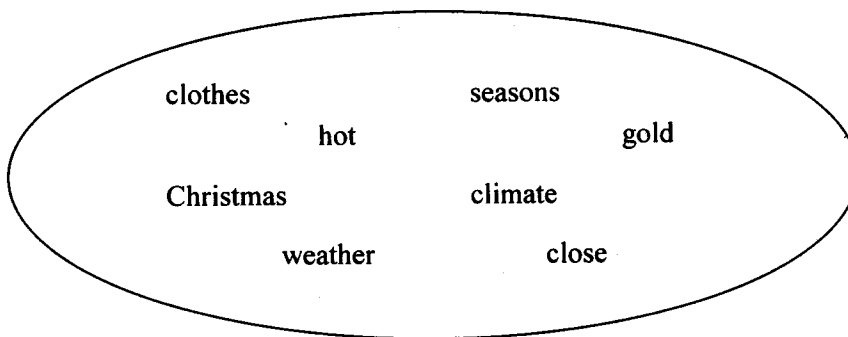 clothes seasons
hot gold
Christmas climate
weather close